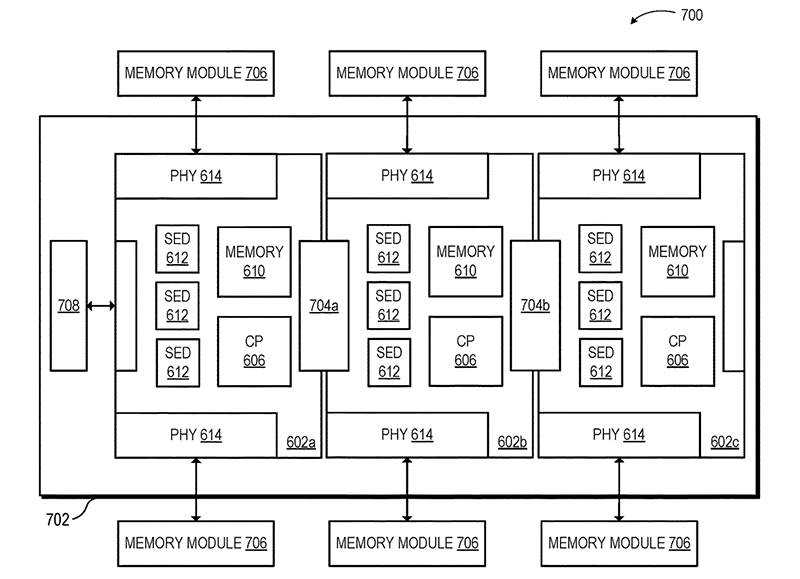 700
MEMORY MODULE 706 MEMORY MODULE 706 MEMORY MODULE 706
PHY 614 PHY 614 PHY 614
SED
612
MEMORY
610
SED
612
SED
612
CP
606
708
704a
SED
612
MEMORY
610
SED
612
SED
612
CP
606
704b
SED
612
MEMORY
610
SED
612
SED
612
CP
606
PHY 614 602a PHY 614 602b PHY 614 602c
702
MEMORY MODULE 706 MEMORY MODULE 706 MEMORY MODULE 706